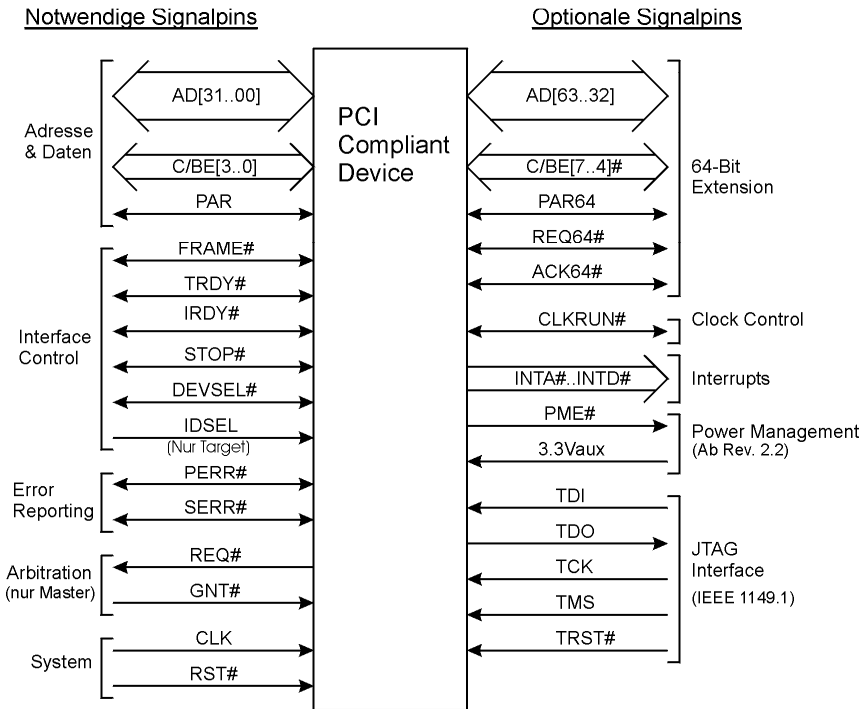 Notwendige Signalpins
Optionale Signalpins
PCI
Compliant
Device
Adresse
& Daten
AD[31..00]
C/BE[3..0]
PAR
Interface
Control
FRAME#
TRDY#
IRDY#
STOP#
DEVSEL#
IDSEL
(Nur Target)
Error
Reporting
PERR#
SERR#
Arbitration
(nur Master)
REQ#
GNT#
System
CLK
RST#
AD[63..32]
C/BE[7..4]#
PAR64
REQ64#
ACK64#
64-Bit
Extension
CLKRUN#
Clock Control
INTA#..INTD#
Interrupts
PME#
3.3Vaux
Power Management
(Ab Rev. 2.2)
TDI
TDO
TCK
TMS
TRST#
JTAG
Interface
(IEEE 1149.1)